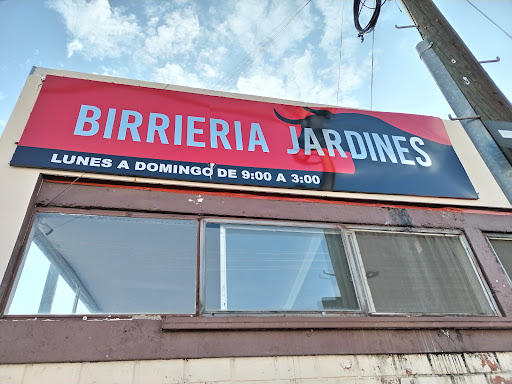 BIRRIERIA JARDINES
LUNES A DOMINGO DE 9:00 A 3:00